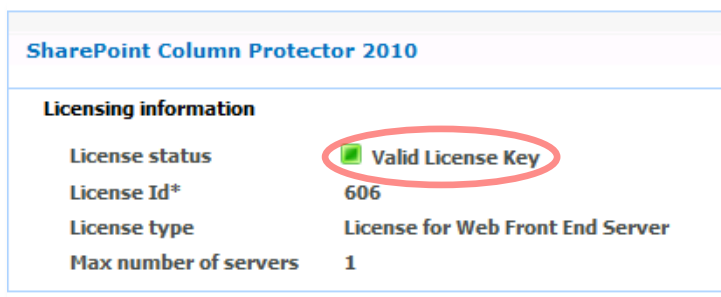 SharePoint Column Protector 2010
Licensing information
License status Valid License Key
License Id* 606
License type License for Web Front End Server
Max number of servers 1